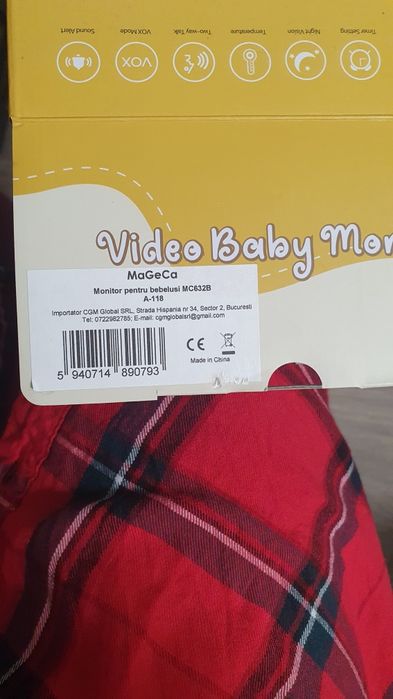 Sound Alert
VOX Mode
Two-way Talk
Temperature
Night Vision
Timer Setting
VOX
Video Baby Mon
MaGeCa
Monitor pentru bebelusi MC632B
A-118
Importator CGM Global SRL, Strada Hispania nr 34, Sector 2, Bucuresti
Tel: 0722982785; E-mail: cgmglobalsrl@gmail.com
CE
Made in China
5 940714 890793